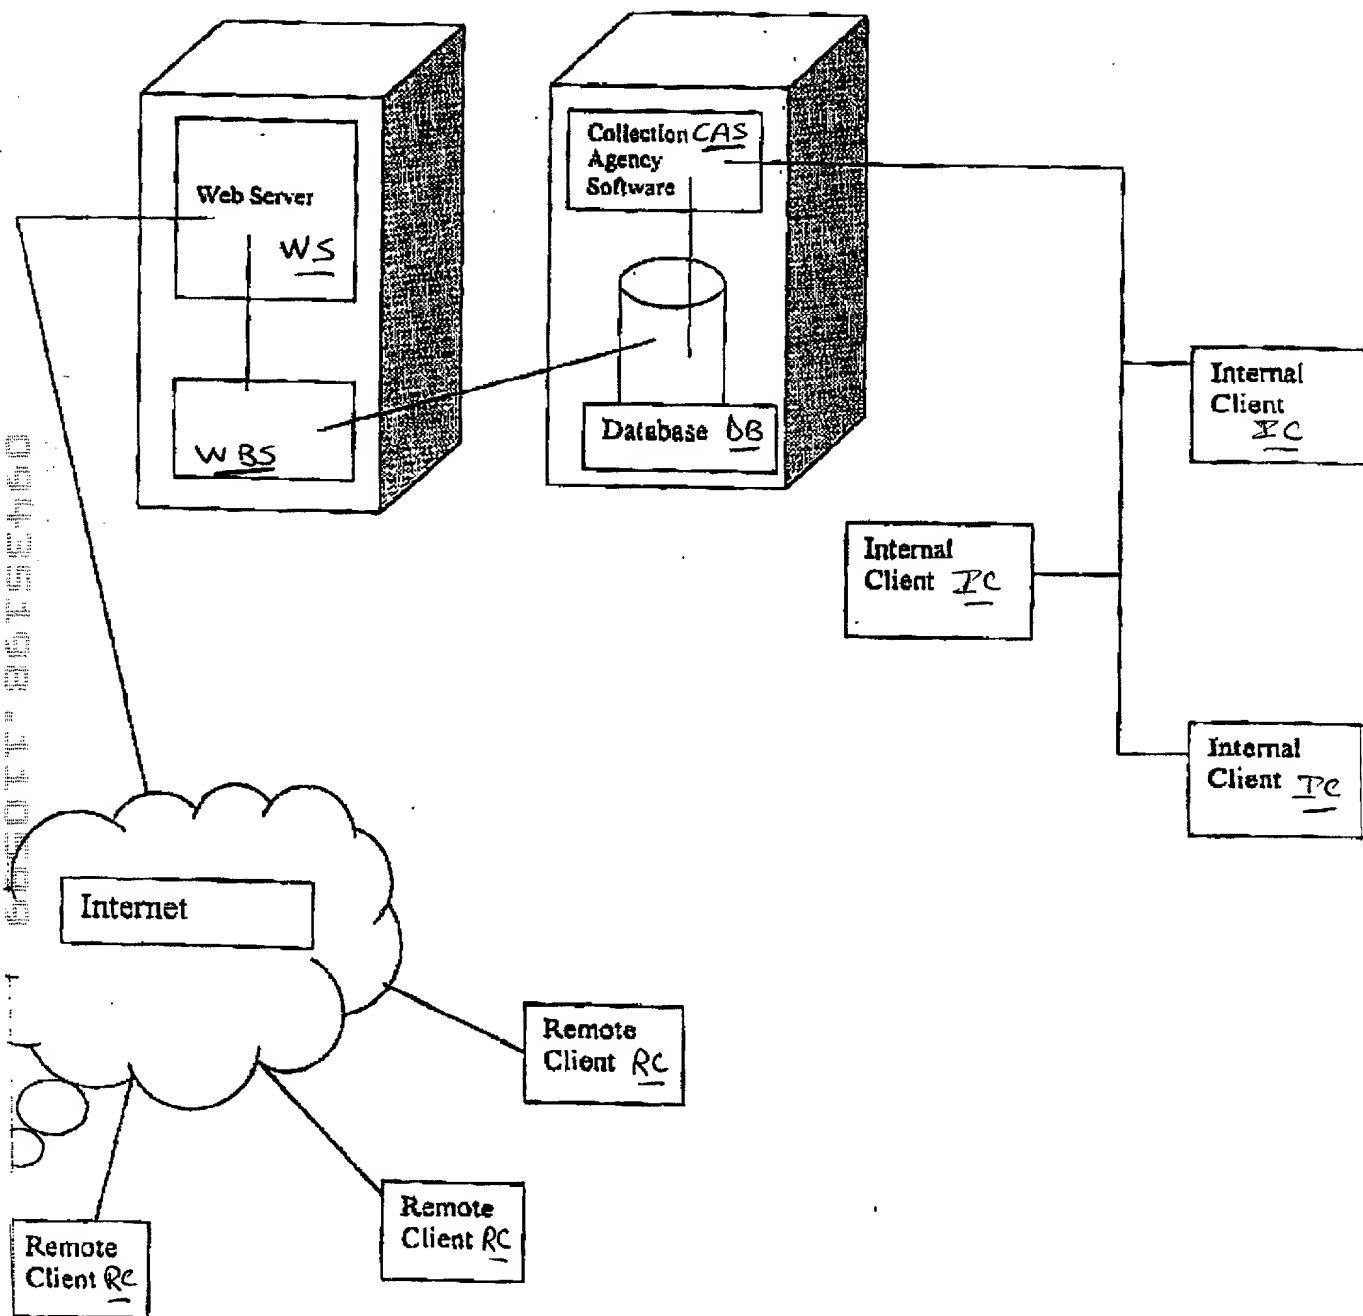 Collection CAS
Agency
Software
Web Server
WS
Database DB
WBS
Internal
Client IC
Internal
Client IC
Internal
Client IC
Internet
Remote
Client RC
Remote
Client RC
Remote
Client RC